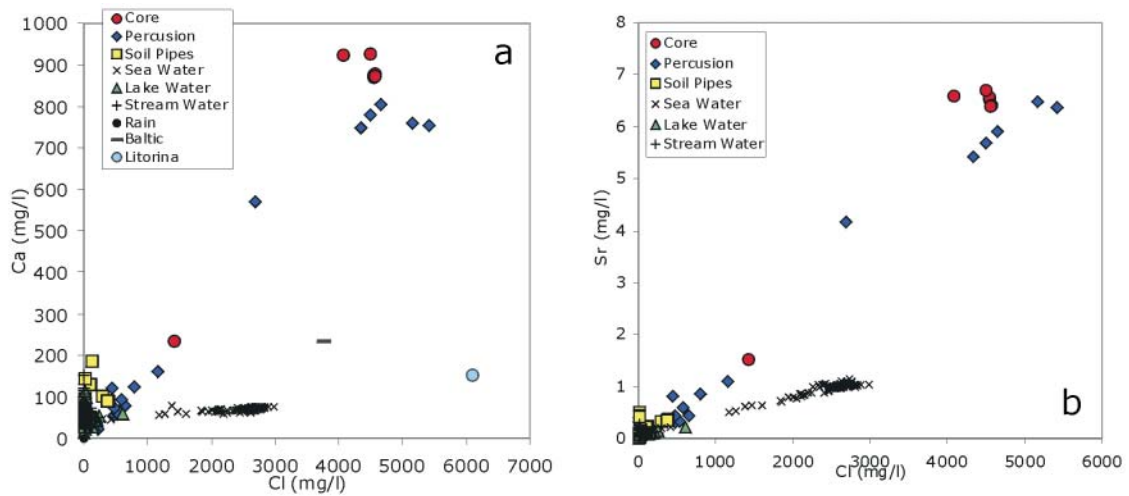 a
Core
Percusion
Soil Pipes
Sea Water
Lake Water
Stream Water
Rain
Baltic
Litorina
1000
900
800
700
600
500
400
300
200
100
0
Ca (mg/l)
0 1000 2000 3000 4000 5000 6000 7000
Cl (mg/l)
b
Core
Percusion
Soil Pipes
Sea Water
Lake Water
Stream Water
8
7
6
5
4
3
2
1
0
Sr (mg/l)
0 1000 2000 3000 4000 5000 6000
Cl (mg/l)